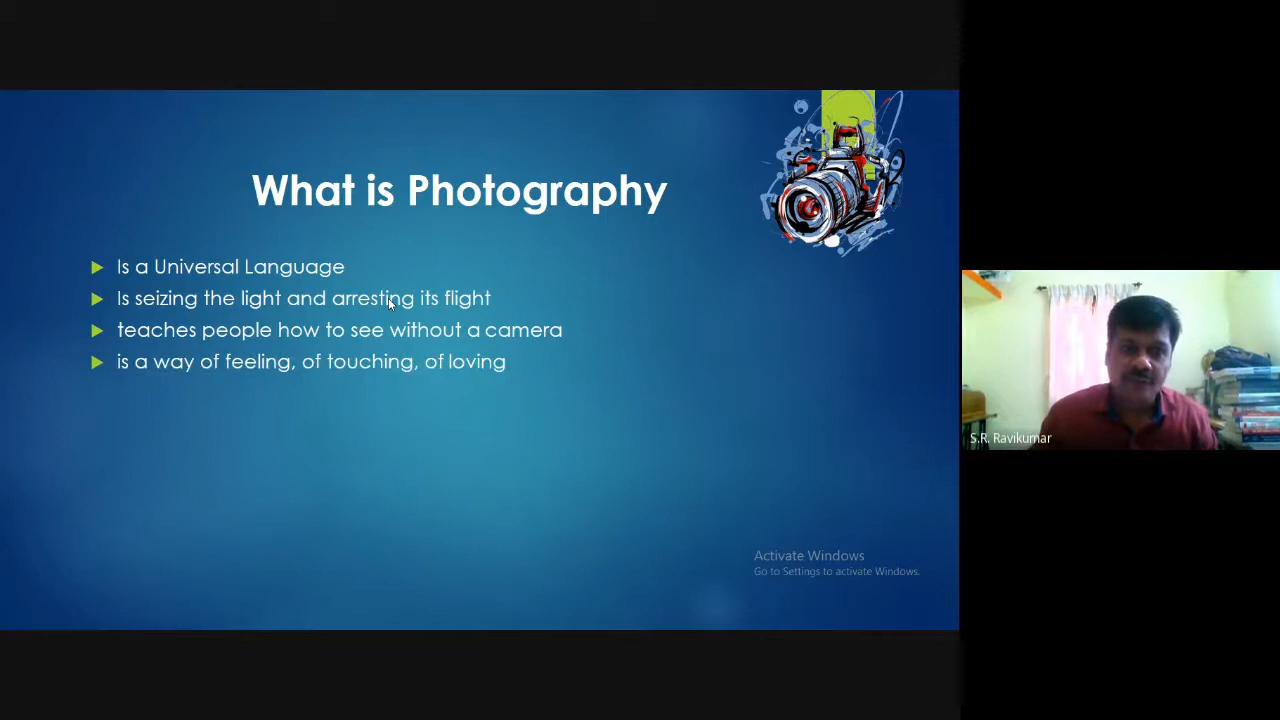 What is Photography
Is a Universal Language
Is seizing the light and arresting its flight
teaches people how to see without a camera
is a way of feeling, of touching, of loving
Activate Windows
Go to Settings to activate Windows.
S.R. Ravikumar